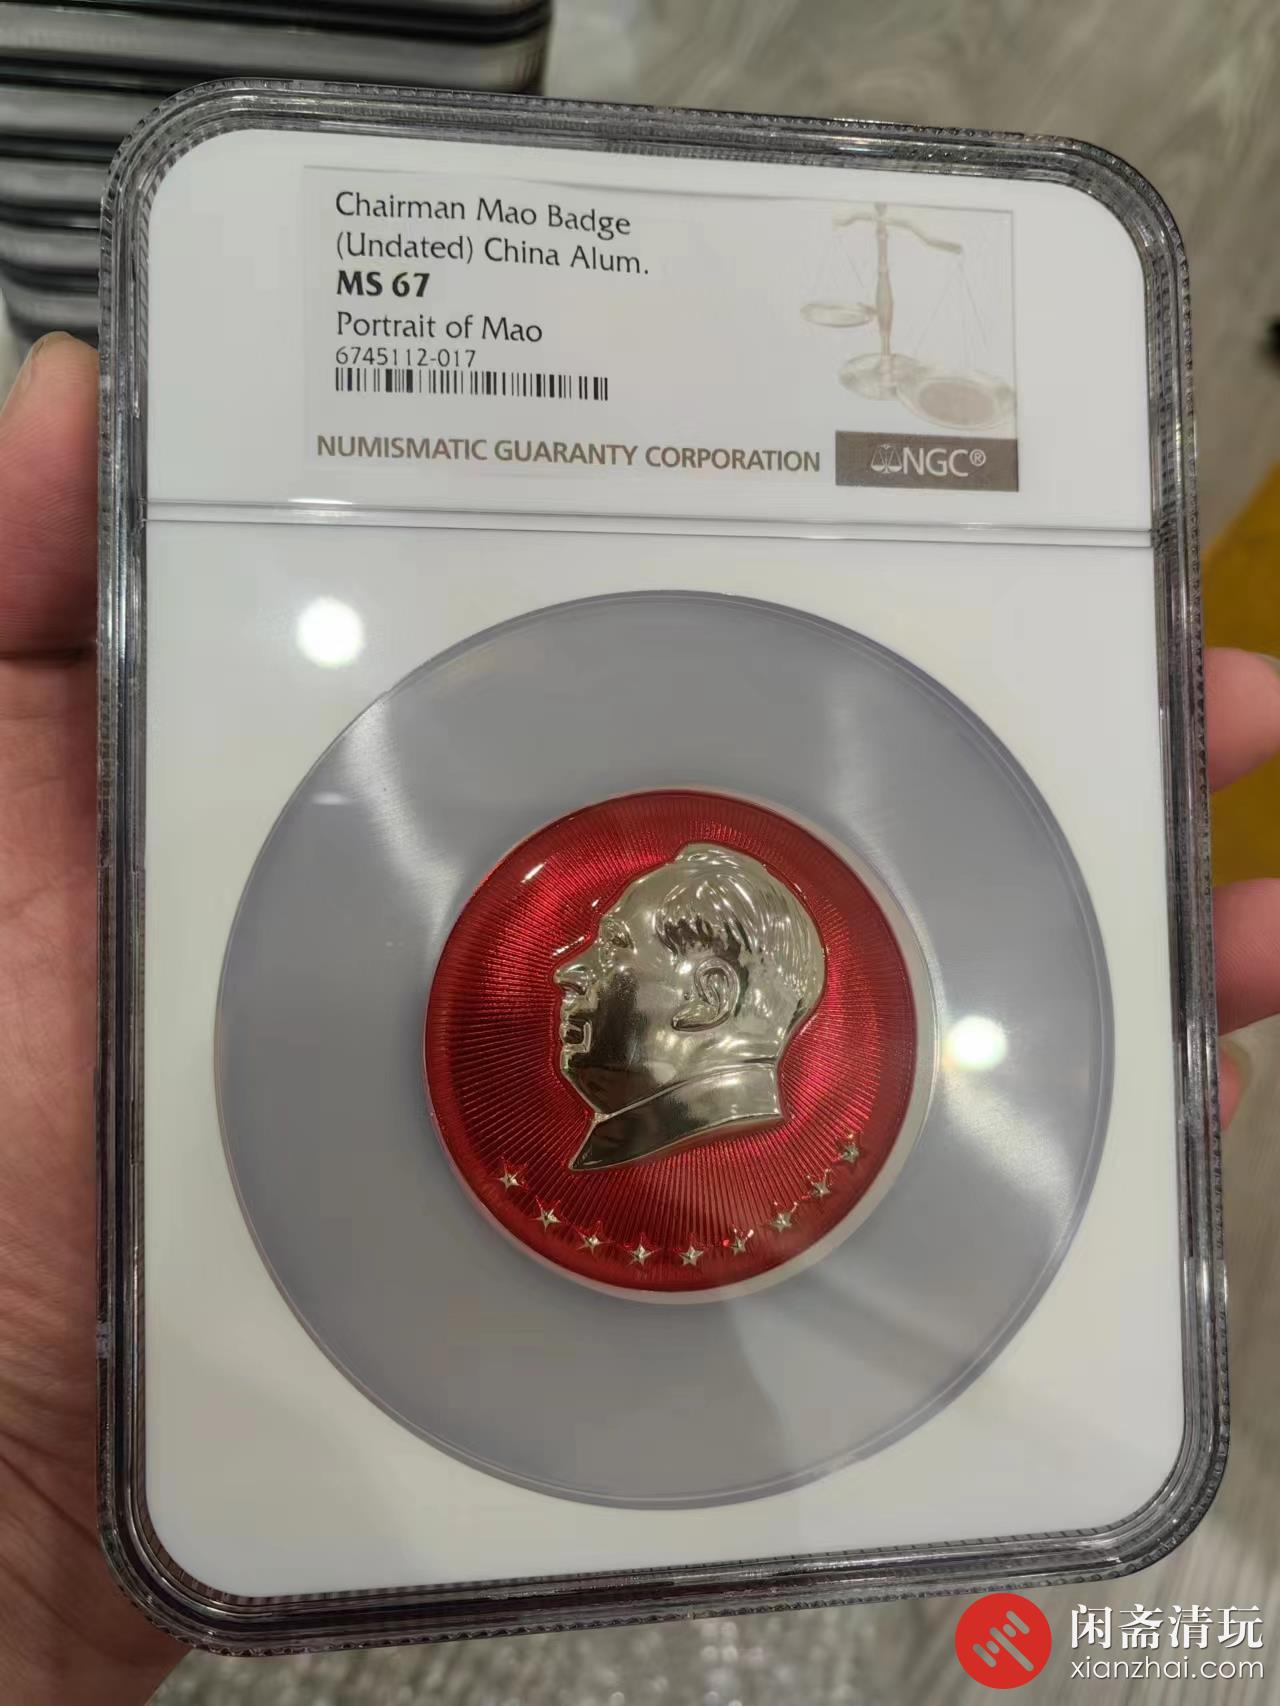 Chairman Mao Badge
(Undated) China Alum.
MS 67
Portrait of Mao
6745112-017
NUMISMATIC GUARANTY CORPORATION
NGC®
闲斋清玩
xianzhai.com